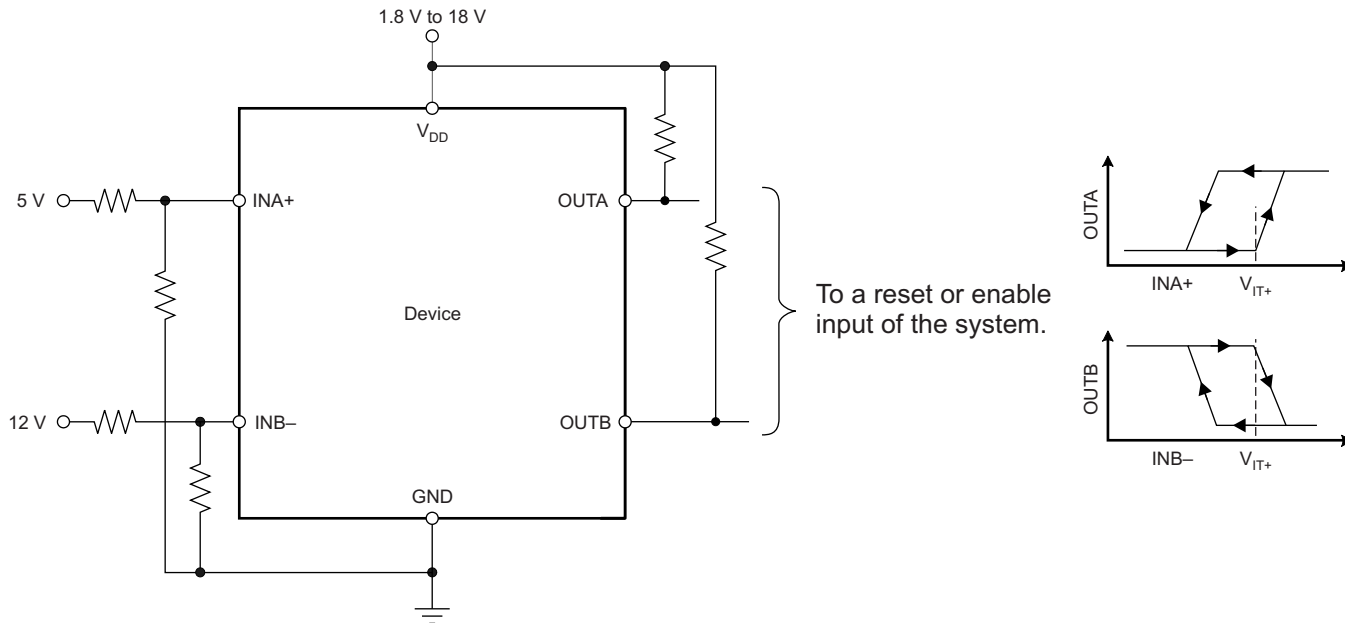 1.8 V to 18 V
V_DD
5 V
INA+
OUTA
Device
12 V
INB–
OUTB
GND
To a reset or enable
input of the system.
OUTA
INA+
V_IT+
OUTB
INB–
V_IT+